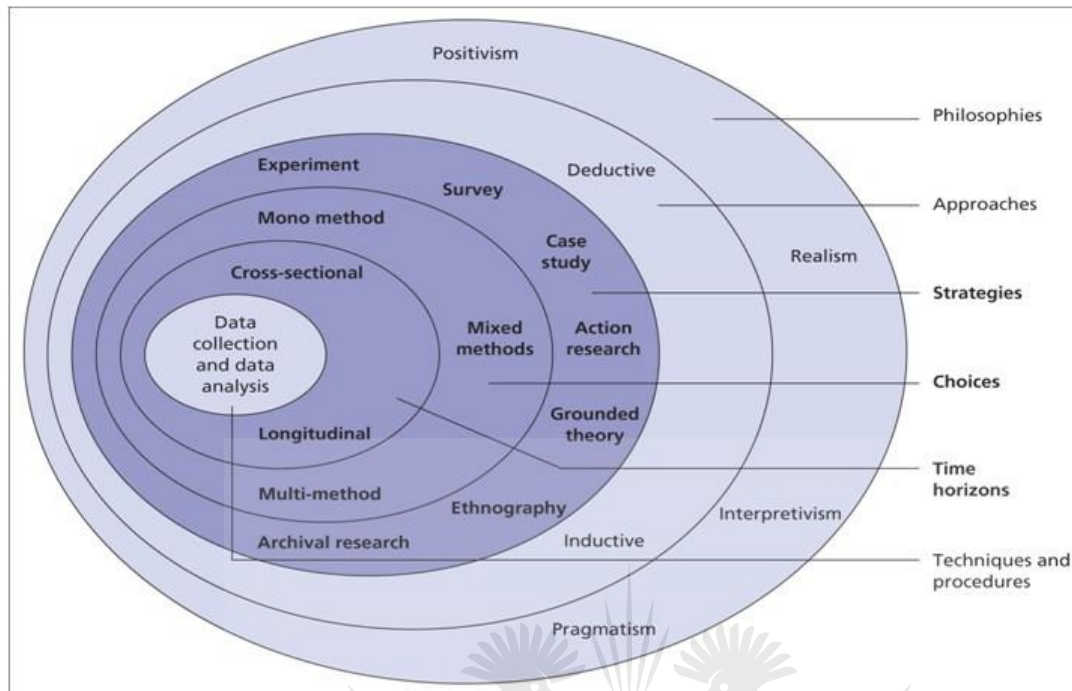 Positivism
Philosophies
Experiment
Deductive
Survey
Approaches
Mono method
Case
study
Realism
Cross-sectional
Strategies
Data
collection
and data
analysis
Mixed
methods
Action
research
Choices
Grounded
theory
Longitudinal
Time
horizons
Multi-method
Ethnography
Interpretivism
Archival research
Inductive
Techniques and
procedures
Pragmatism